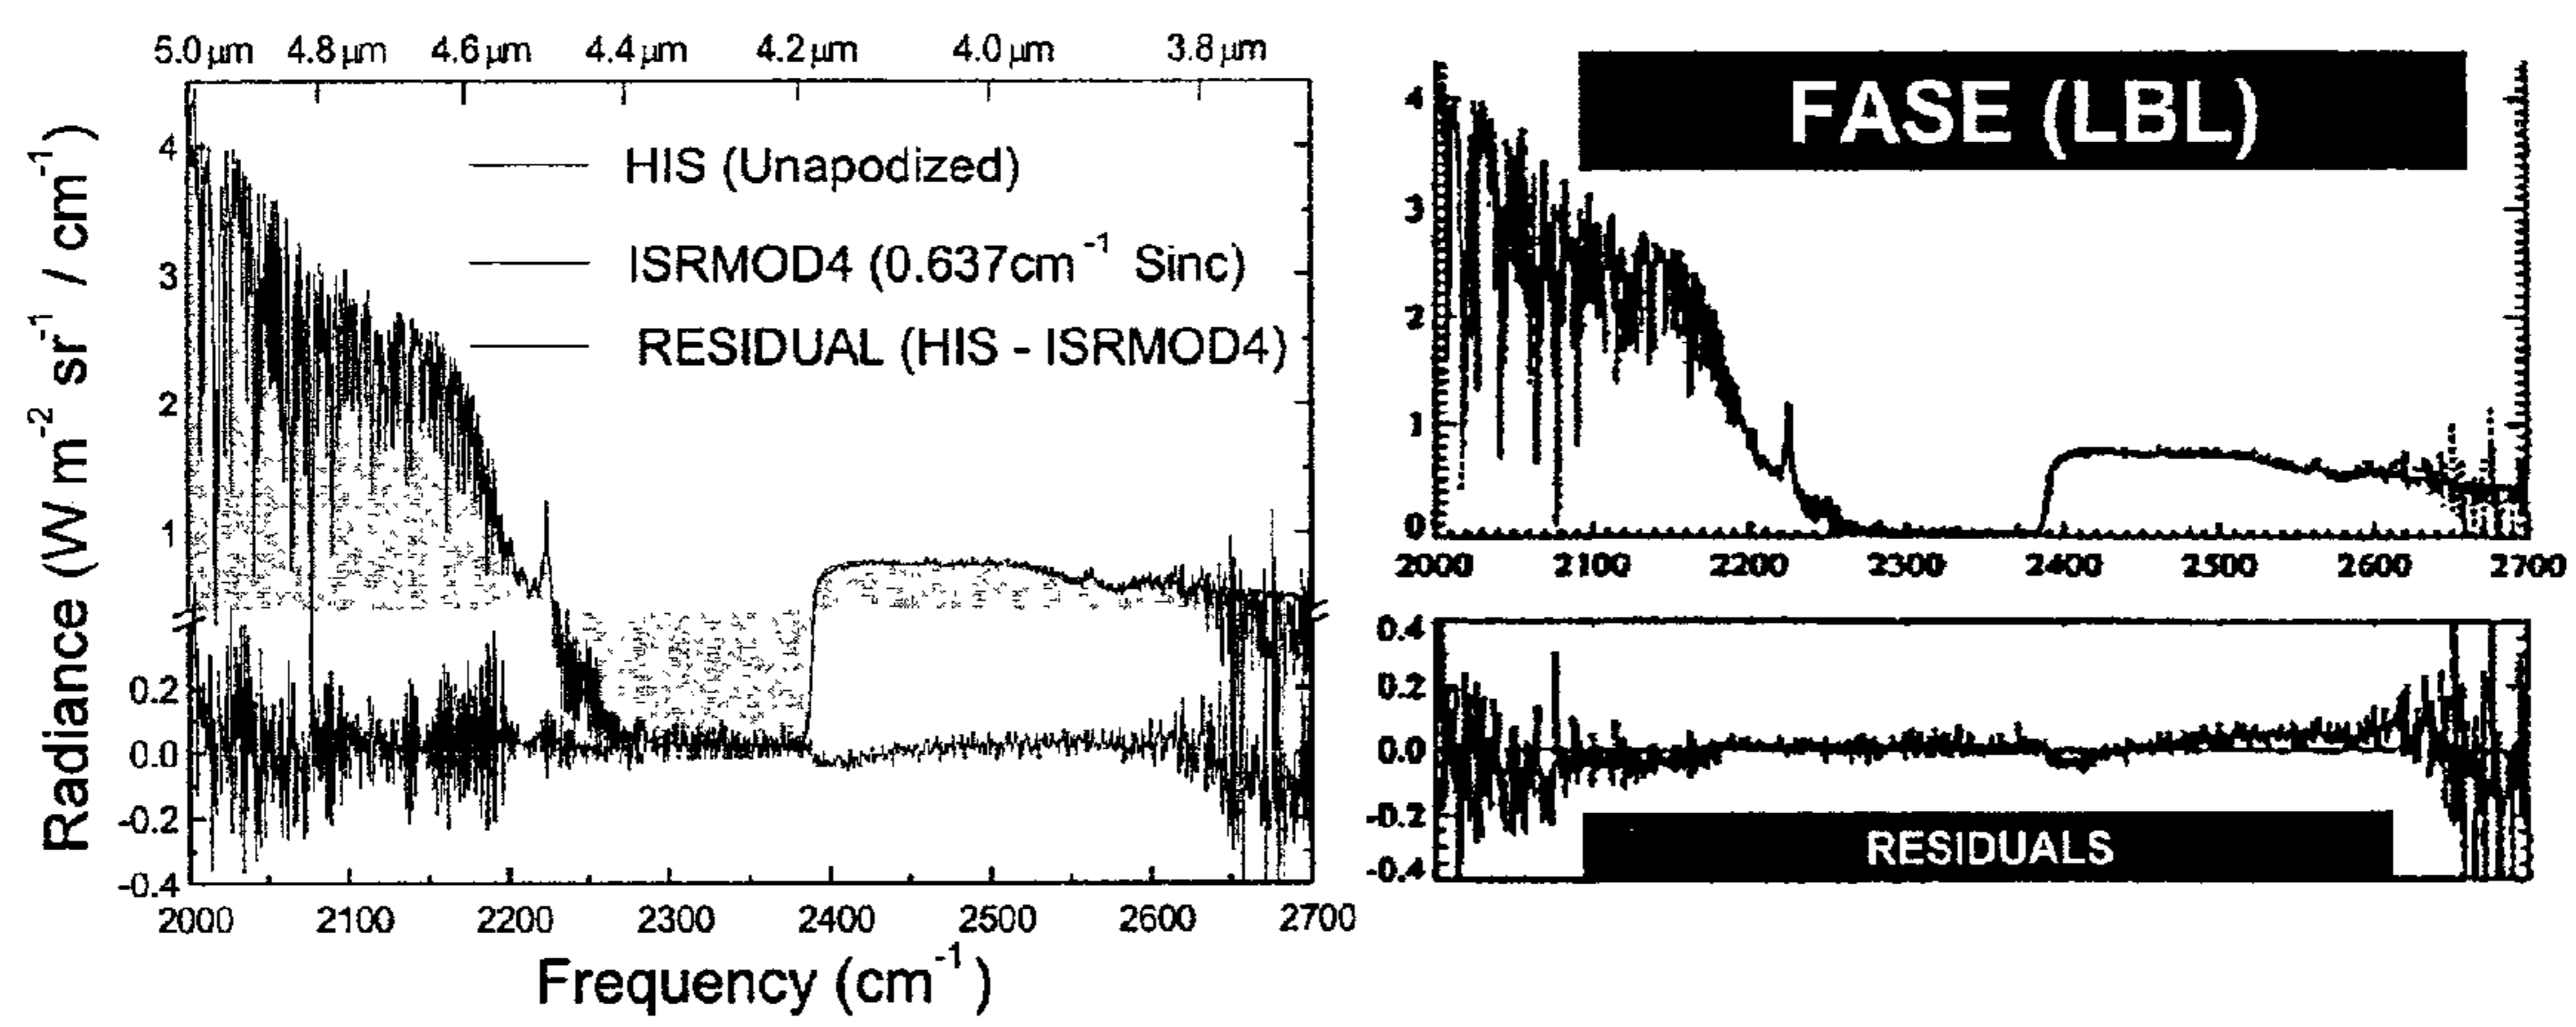 5.0 µm 4.8 µm 4.6 µm 4.4 µm 4.2 µm 4.0 µm 3.8 µm
HIS (Unapodized)
ISRMOD4 (0.637cm⁻¹ Sinc)
RESIDUAL (HIS - ISRMOD4)
Radiance (W m⁻² sr⁻¹ / cm⁻¹)
4
3
2
1
0.2
0.0
-0.2
-0.4
2000 2100 2200 2300 2400 2500 2600 2700
Frequency (cm⁻¹)
FASE (LBL)
4
3
2
1
0
2000 2100 2200 2300 2400 2500 2600 2700
0.4
0.2
0.0
-0.2
-0.4
RESIDUALS